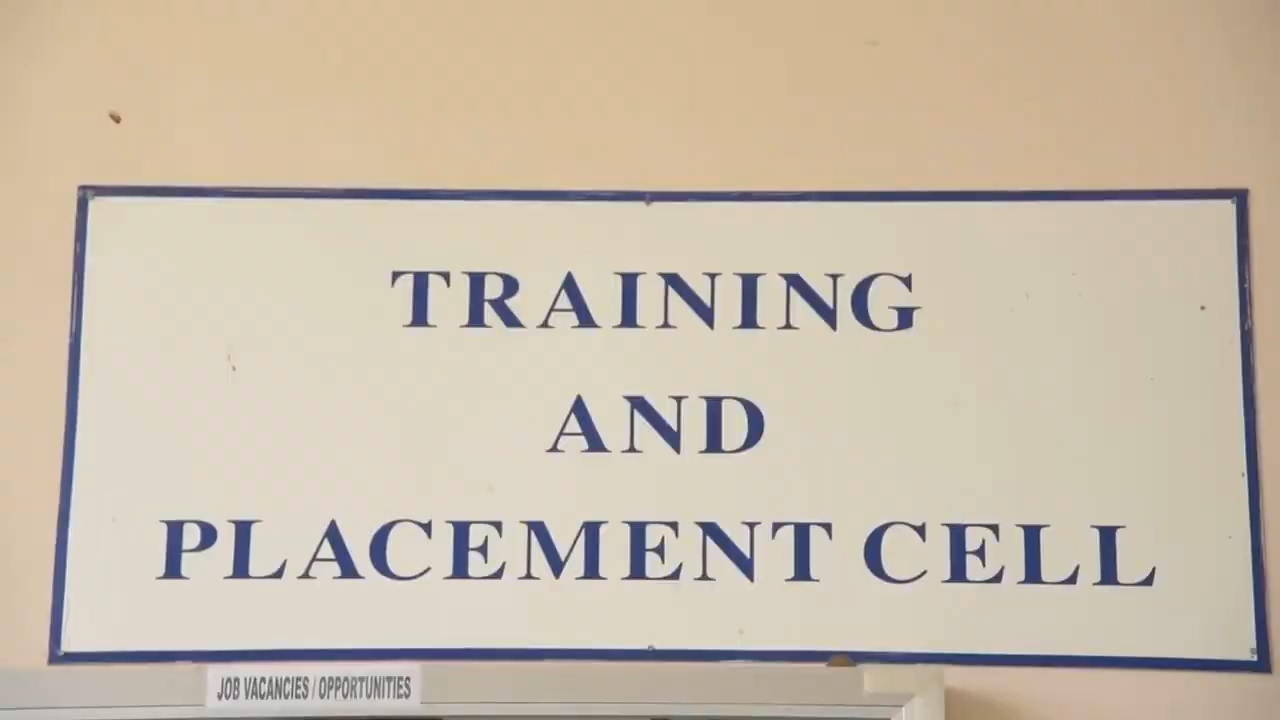 TRAINING
AND
PLACEMENT CELL
JOB VACANCIES / OPPORTUNITIES